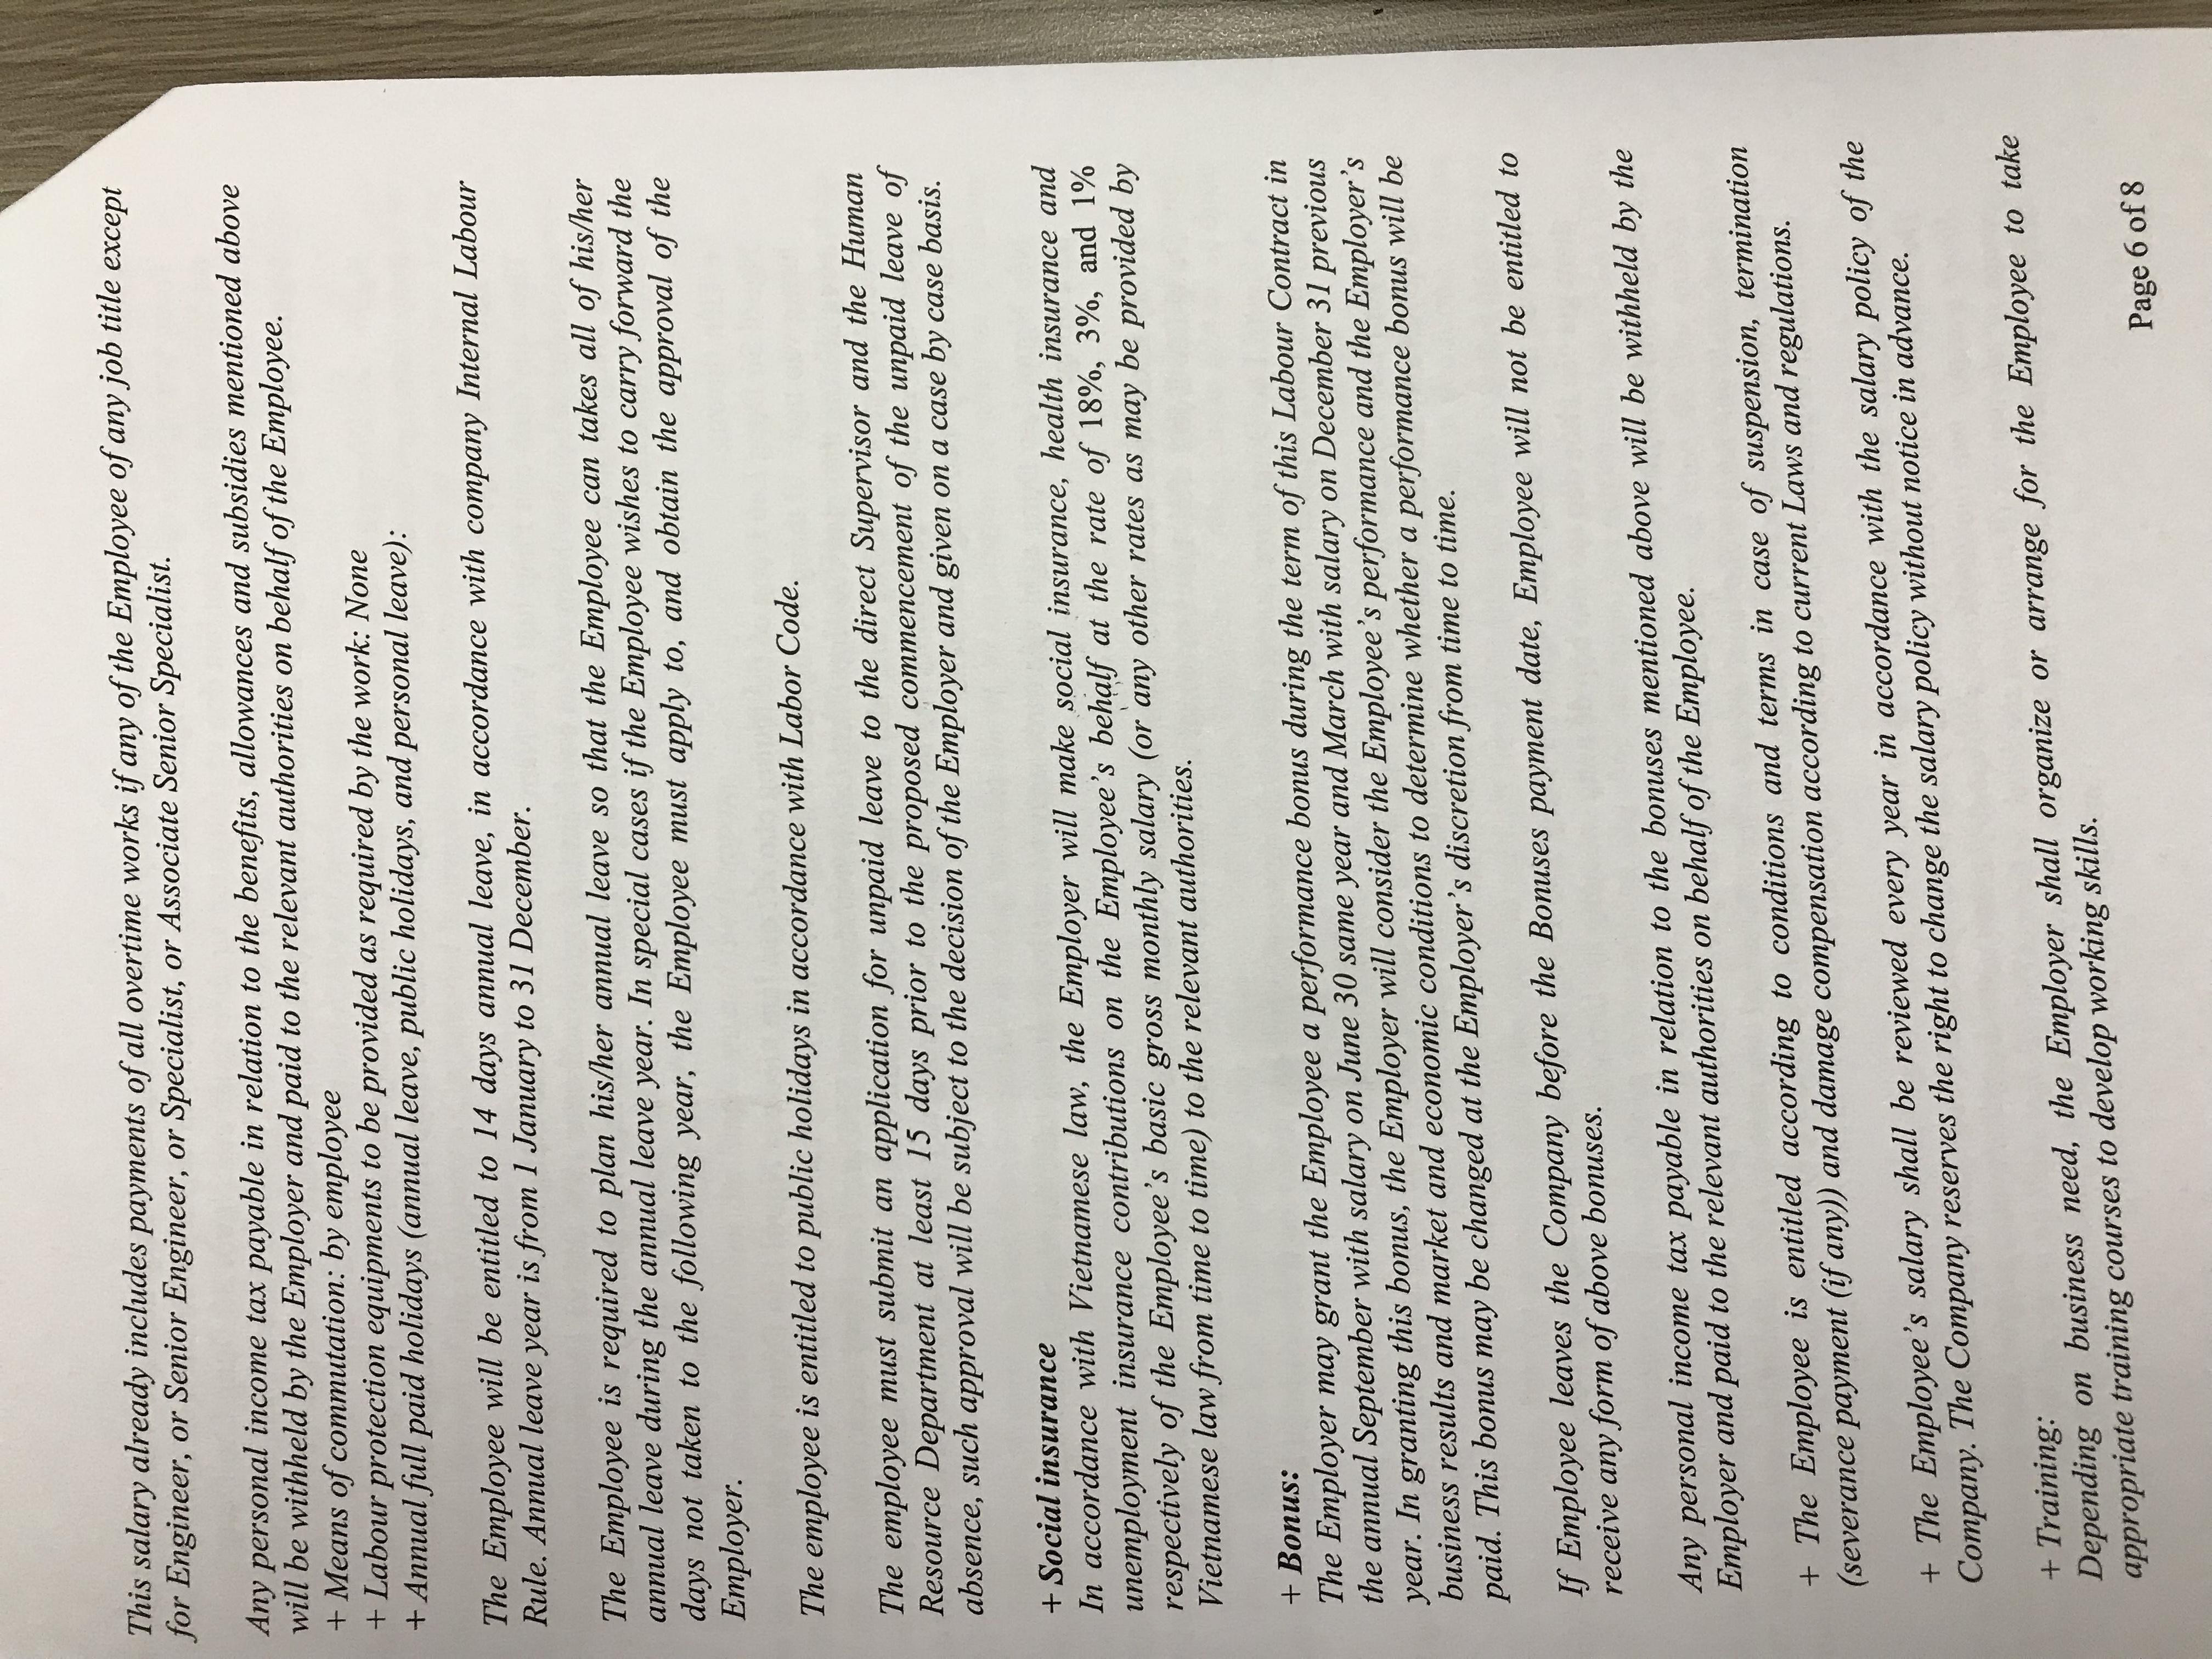 This salary already includes payments of all overtime works if any of the Employee of any job title except
for Engineer, or Senior Engineer, or Specialist, or Associate Senior Specialist.
Any personal income tax payable in relation to the benefits, allowances and subsidies mentioned above
will be withheld by the Employer and paid to the relevant authorities on behalf of the Employee.
+ Means of commutation: by employee
+ Labour protection equipments to be provided as required by the work: None
+ Annual full paid holidays (annual leave, public holidays, and personal leave):
The Employee will be entitled to 14 days annual leave, in accordance with company Internal Labour
Rule. Annual leave year is from 1 January to 31 December.
The Employee is required to plan his/her annual leave so that the Employee can takes all of his/her
annual leave during the annual leave year. In special cases if the Employee wishes to carry forward the
days not taken to the following year, the Employee must apply to, and obtain the approval of the
Employer.
The employee is entitled to public holidays in accordance with Labor Code.
The employee must submit an application for unpaid leave to the direct Supervisor and the Human
Resource Department at least 15 days prior to the proposed commencement of the unpaid leave of
absence, such approval will be subject to the decision of the Employer and given on a case by case basis.
+ Social insurance
In accordance with Vietnamese law, the Employer will make social insurance, health insurance and
unemployment insurance contributions on the Employee's behalf at the rate of 18%, 3%, and 1%
respectively of the Employee's basic gross monthly salary (or any other rates as may be provided by
Vietnamese law from time to time) to the relevant authorities.
+ Bonus:
The Employer may grant the Employee a performance bonus during the term of this Labour Contract in
the annual September with salary on June 30 same year and March with salary on December 31 previous
year. In granting this bonus, the Employer will consider the Employee's performance and the Employer's
business results and market and economic conditions to determine whether a performance bonus will be
paid. This bonus may be changed at the Employer's discretion from time to time.
If Employee leaves the Company before the Bonuses payment date, Employee will not be entitled to
receive any form of above bonuses.
Any personal income tax payable in relation to the bonuses mentioned above will be withheld by the
Employer and paid to the relevant authorities on behalf of the Employee.
+ The Employee is entitled according to conditions and terms in case of suspension, termination
(severance payment (if any)) and damage compensation according to current Laws and regulations.
+ The Employee's salary shall be reviewed every year in accordance with the salary policy of the
Company. The Company reserves the right to change the salary policy without notice in advance.
+ Training:
Depending on business need, the Employer shall organize or arrange for the Employee to take
appropriate training courses to develop working skills.
Page 6 of 8